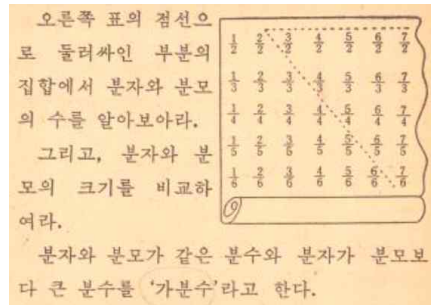 오른쪽 표의 점선으
로 둘러싸인 부분의
집합에서 분자와 분모
의 수를 알아보아라.
그리고, 분자와 분
모의 크기를 비교하
여라.
1/2 2/2 3/2 4/2 5/2 6/2 7/2
1/3 2/3 3/3 4/3 5/3 6/3 7/3
1/4 2/4 3/4 4/4 5/4 6/4 7/4
1/5 2/5 3/5 4/5 5/5 6/5 7/5
1/6 2/6 3/6 4/6 5/6 6/6 7/6
분자와 분모가 같은 분수와 분자가 분모보
다 큰 분수를 '가분수'라고 한다.